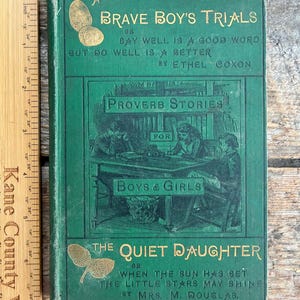 A
BRAVE BOY'S TRIALS
OR
SAY WELL IS A GOOD WORD
BUT DO WELL IS A BETTER
BY ETHEL COXON
PROVERB STORIES
FOR
BOYS & GIRLS
THE QUIET DAUGHTER
OR
WHEN THE SUN HAS SET
THE LITTLE STARS MAY SHINE
BY MRS. M. DOUGLAS
Kane County